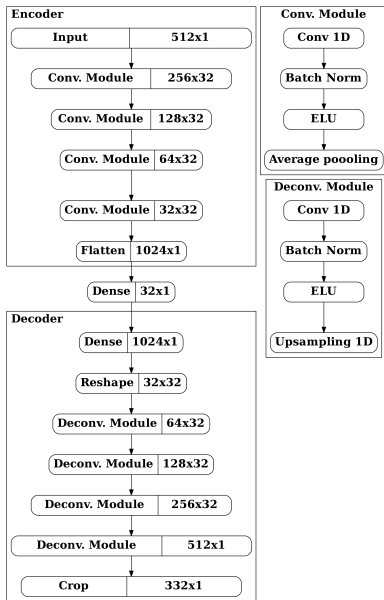 Encoder
Input 512x1
Conv. Module 256x32
Conv. Module 128x32
Conv. Module 64x32
Conv. Module 32x32
Flatten 1024x1
Dense 32x1
Decoder
Dense 1024x1
Reshape 32x32
Deconv. Module 64x32
Deconv. Module 128x32
Deconv. Module 256x32
Deconv. Module 512x1
Crop 332x1
Conv. Module
Conv 1D
Batch Norm
ELU
Average poooling
Deconv. Module
Conv 1D
Batch Norm
ELU
Upsampling 1D